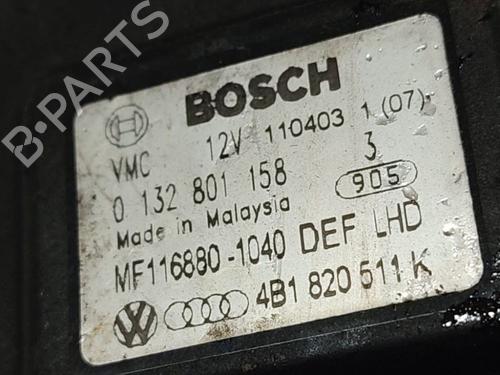 BOSCH
VMC 12V 110403 1 (07)
0 132 801 158 3
Made in Malaysia 905
MF116880-1040 DEF LHD
4B1 820 511 K
B-PARTS